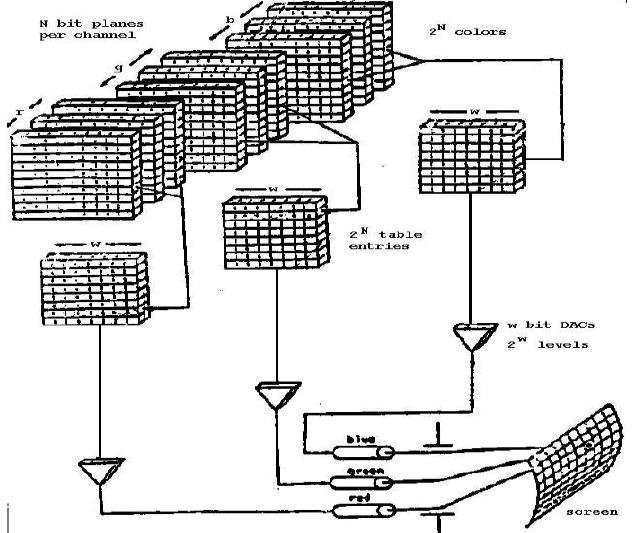 N bit planes
per channel
b
2^N colors
g
r
w
w
w
2^N table
entries
w bit DACs
2^w levels
blue
green
red
screen